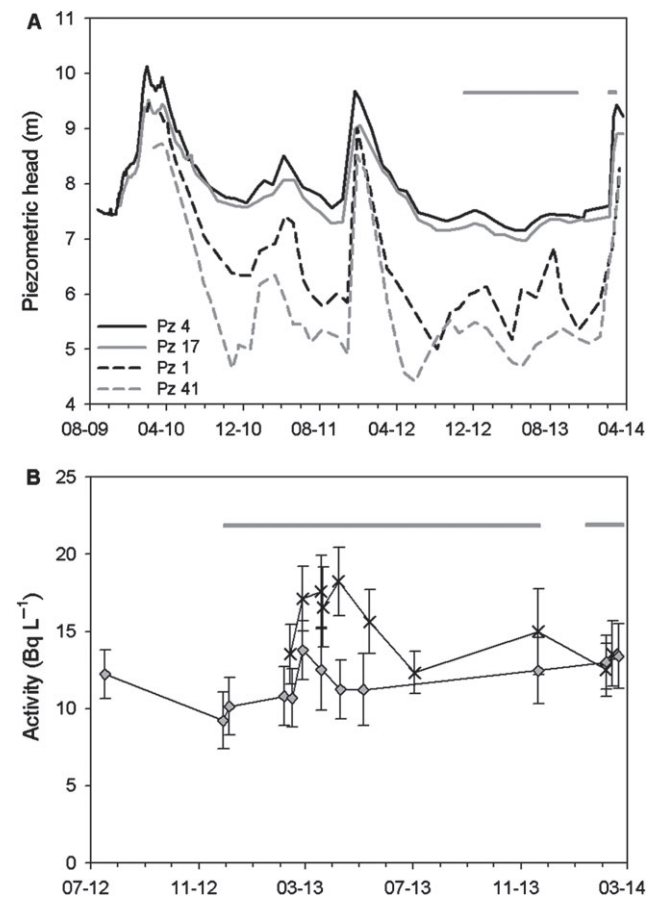 A
11
10
9
8
7
6
5
4
Piezometric head (m)
Pz 4
Pz 17
Pz 1
Pz 41
08-09 04-10 12-10 08-11 04-12 12-12 08-13 04-14
B
25
20
15
10
5
0
Activity (Bq L⁻¹)
07-12 11-12 03-13 07-13 11-13 03-14